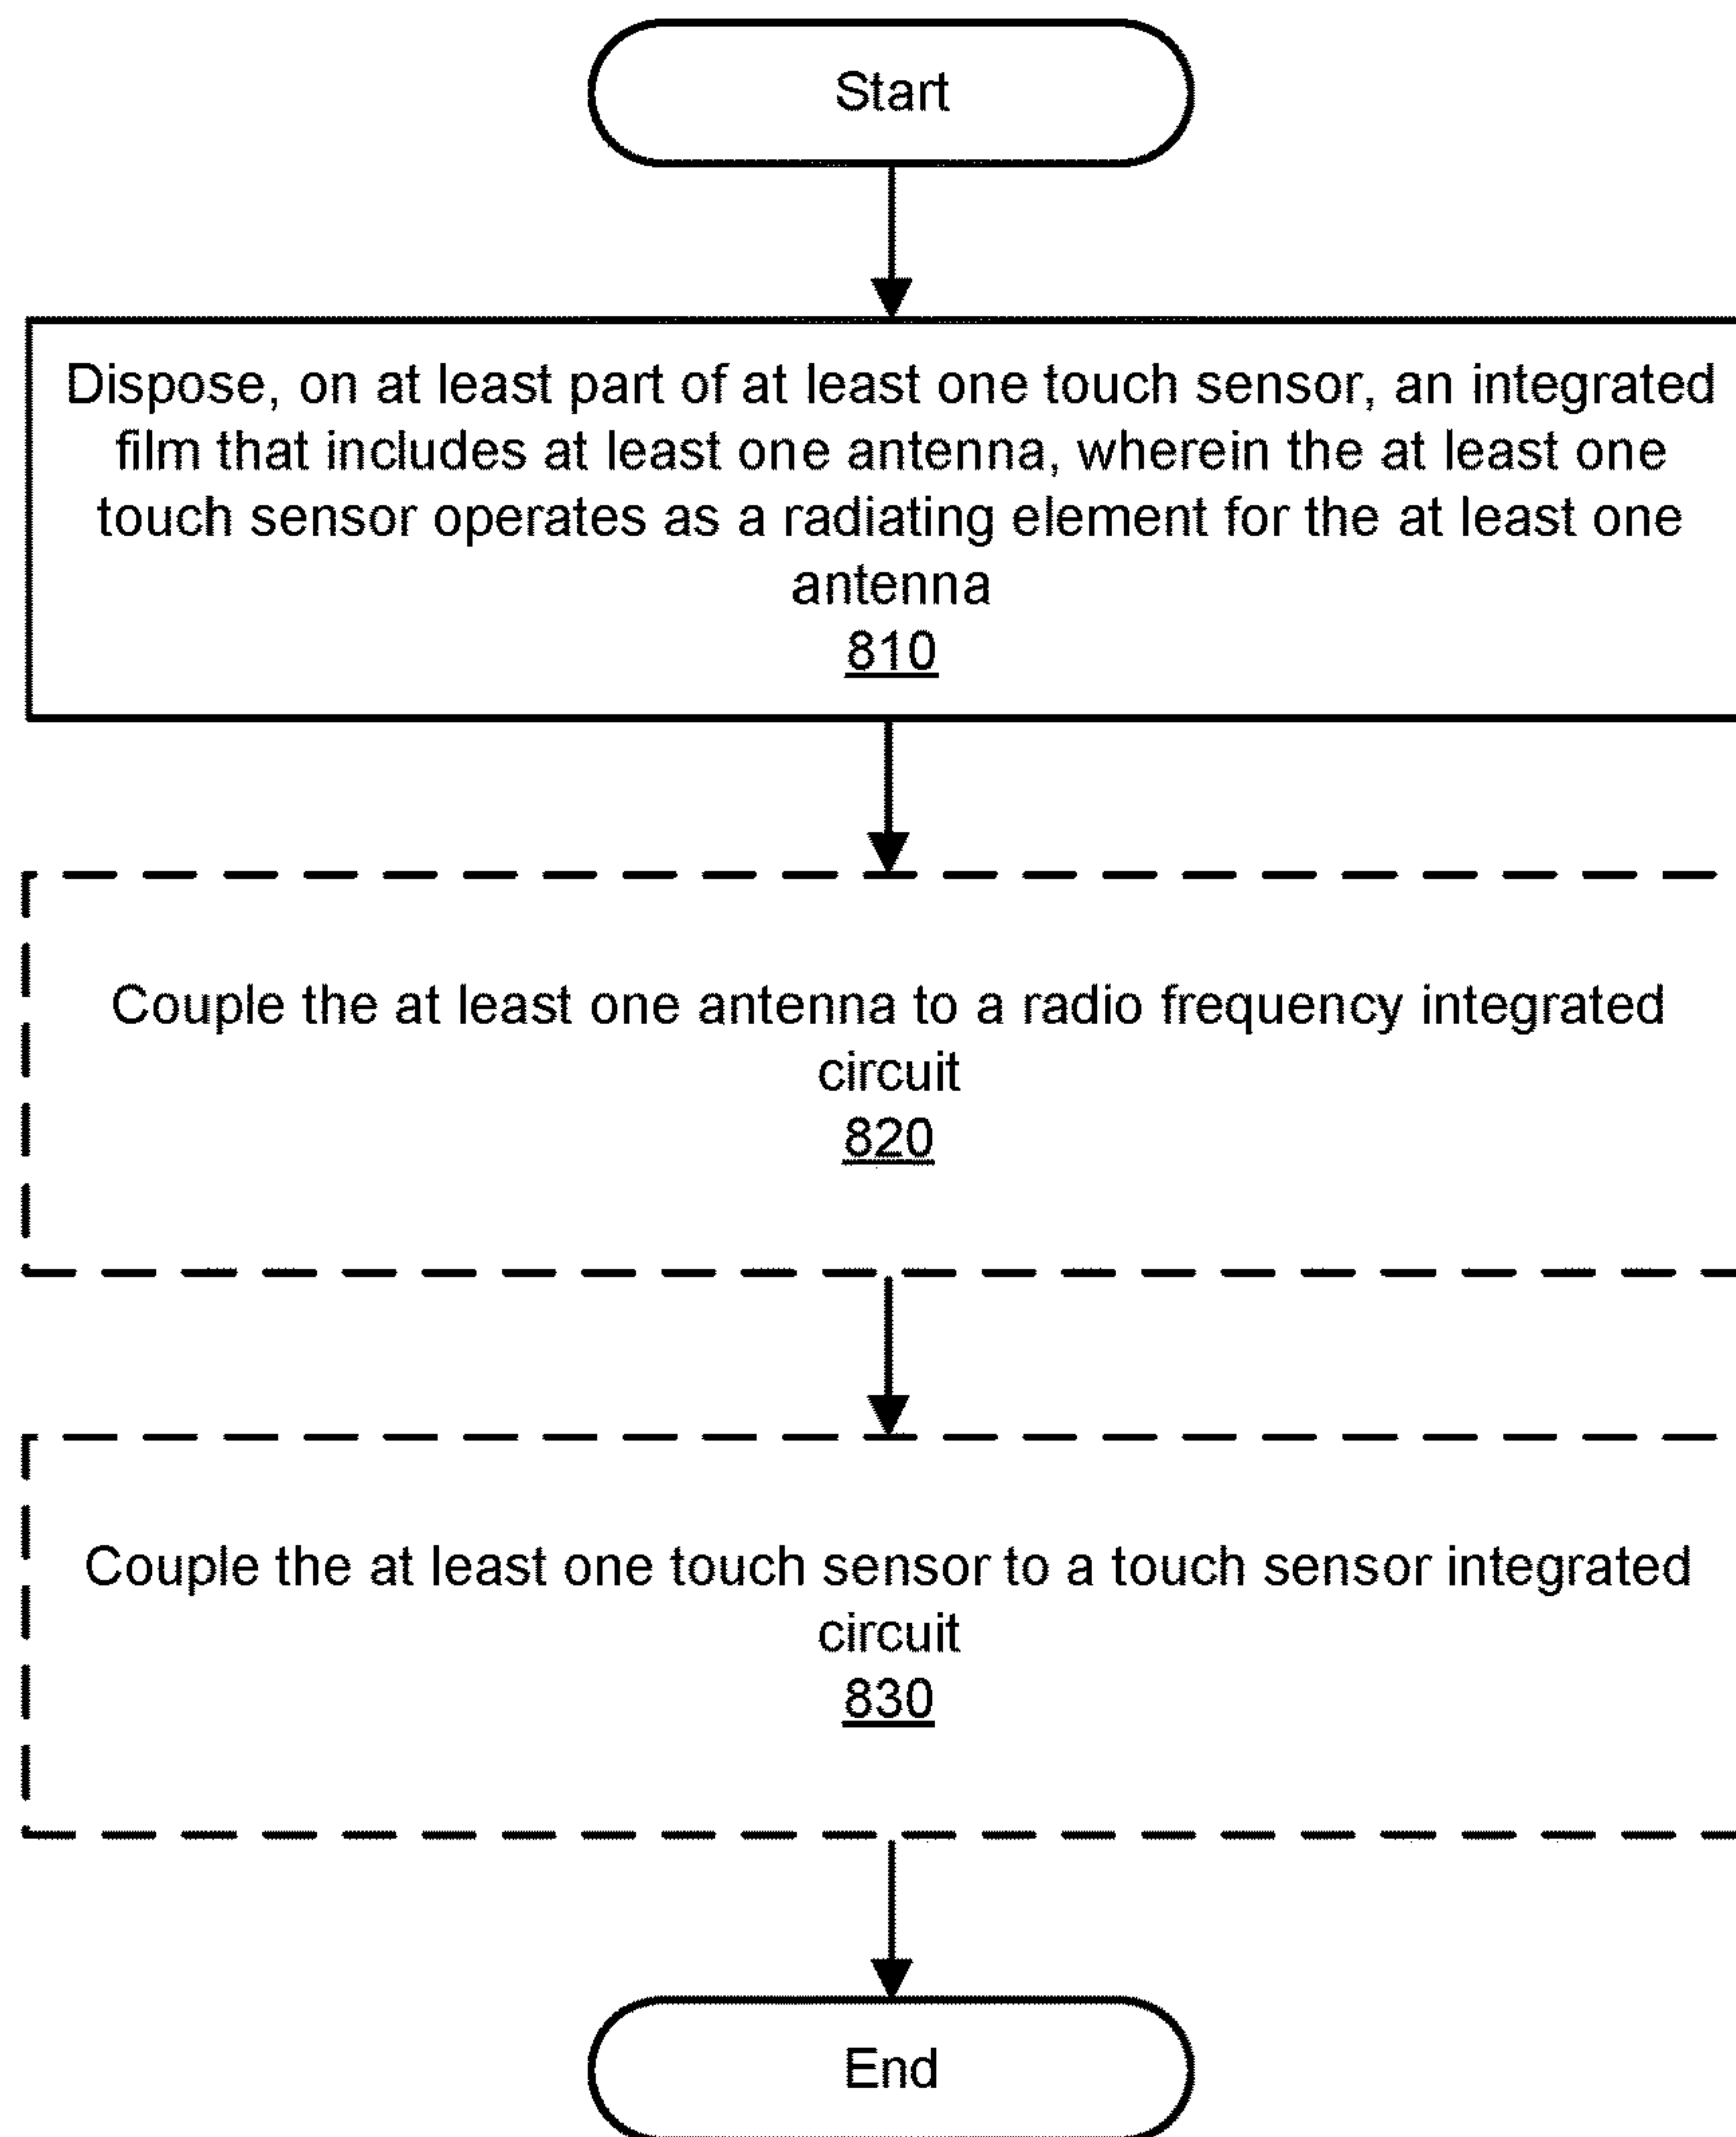 Start
Dispose, on at least part of at least one touch sensor, an integrated
film that includes at least one antenna, wherein the at least one
touch sensor operates as a radiating element for the at least one
antenna
810
Couple the at least one antenna to a radio frequency integrated
circuit
820
Couple the at least one touch sensor to a touch sensor integrated
circuit
830
End